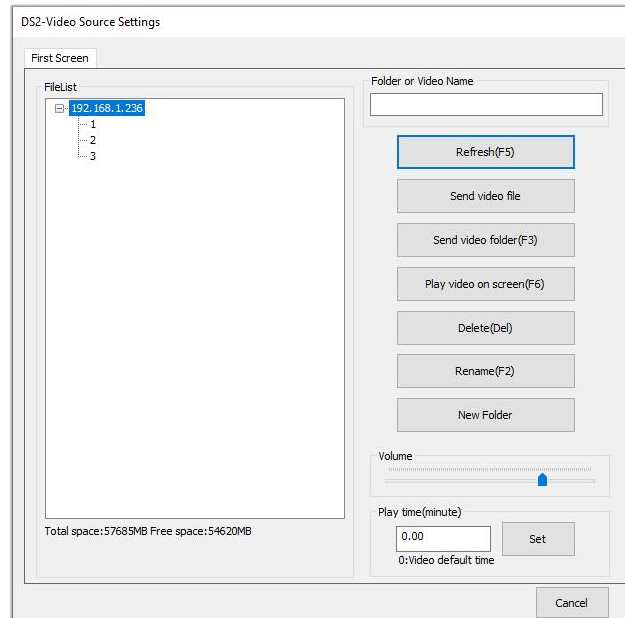 DS2-Video Source Settings
First Screen
FileList
192.168.1.236
1
2
3
Total space:57685MB Free space:54620MB
Folder or Video Name
Refresh(F5)
Send video file
Send video folder(F3)
Play video on screen(F6)
Delete(Del)
Rename(F2)
New Folder
Volume
Play time(minute)
0.00
Set
0:Video default time
Cancel